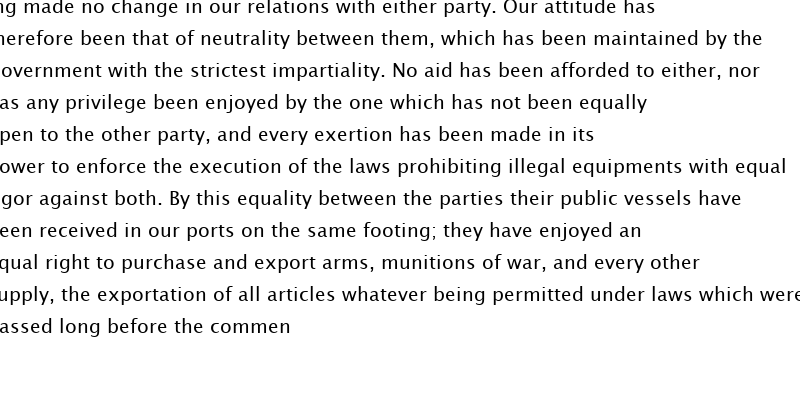 ng made no change in our relations with either party. Our attitude has
herefore been that of neutrality between them, which has been maintained by the
overnment with the strictest impartiality. No aid has been afforded to either, nor
as any privilege been enjoyed by the one which has not been equally
pen to the other party, and every exertion has been made in its
ower to enforce the execution of the laws prohibiting illegal equipments with equal
gor against both. By this equality between the parties their public vessels have
een received in our ports on the same footing; they have enjoyed an
qual right to purchase and export arms, munitions of war, and every other
upply, the exportation of all articles whatever being permitted under laws which were
assed long before the commen